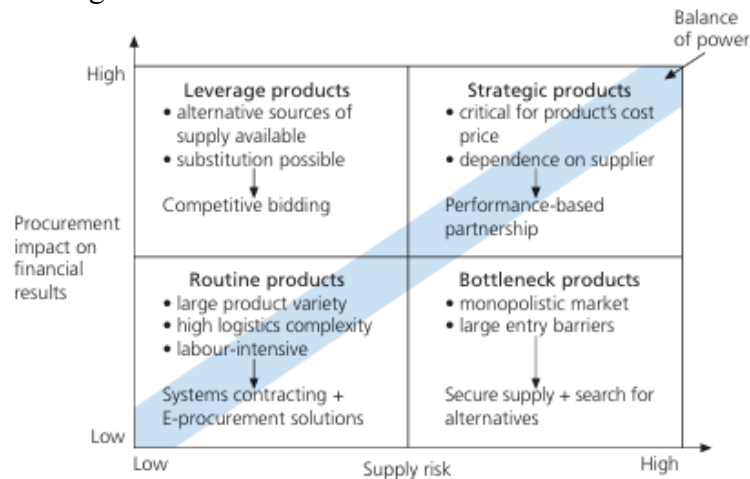 Balance
of power
High
Leverage products
• alternative sources of
supply available
• substitution possible
Competitive bidding
Strategic products
• critical for product's cost
price
• dependence on supplier
Performance-based
partnership
Procurement
impact on
financial
results
Routine products
• large product variety
• high logistics complexity
• labour-intensive
Systems contracting +
E-procurement solutions
Bottleneck products
• monopolistic market
• large entry barriers
Secure supply + search for
alternatives
Low
Low
Supply risk
High